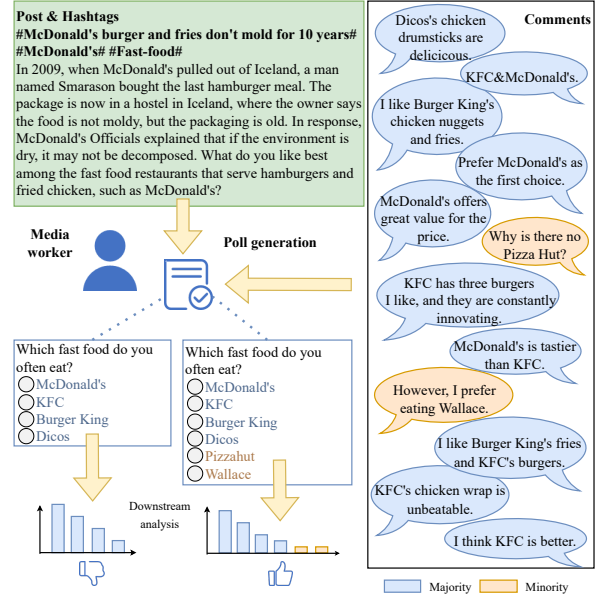 Post & Hashtags
#McDonald's burger and fries don't mold for 10 years#
#McDonald's# #Fast-food#
In 2009, when McDonald's pulled out of Iceland, a man
named Smarason bought the last hamburger meal. The
package is now in a hostel in Iceland, where the owner says
the food is not moldy, but the packaging is old. In response,
McDonald's Officials explained that if the environment is
dry, it may not be decomposed. What do you like best
among the fast food restaurants that serve hamburgers and
fried chicken, such as McDonald's?
Media
worker
Poll generation
Which fast food do you
often eat?
McDonald's
KFC
Burger King
Dicos
Which fast food do you
often eat?
McDonald's
KFC
Burger King
Dicos
Pizzahut
Wallace
Downstream
analysis
Comments
Dicos's chicken
drumsticks are
delicicous.
KFC&McDonald's.
I like Burger King's
chicken nuggets
and fries.
Prefer McDonald's as
the first choice.
McDonald's offers
great value for the
price.
Why is there no
Pizza Hut?
KFC has three burgers
I like, and they are constantly
innovating.
McDonald's is tastier
than KFC.
However, I prefer
eating Wallace.
I like Burger King's fries
and KFC's burgers.
KFC's chicken wrap is
unbeatable.
I think KFC is better.
Majority
Minority